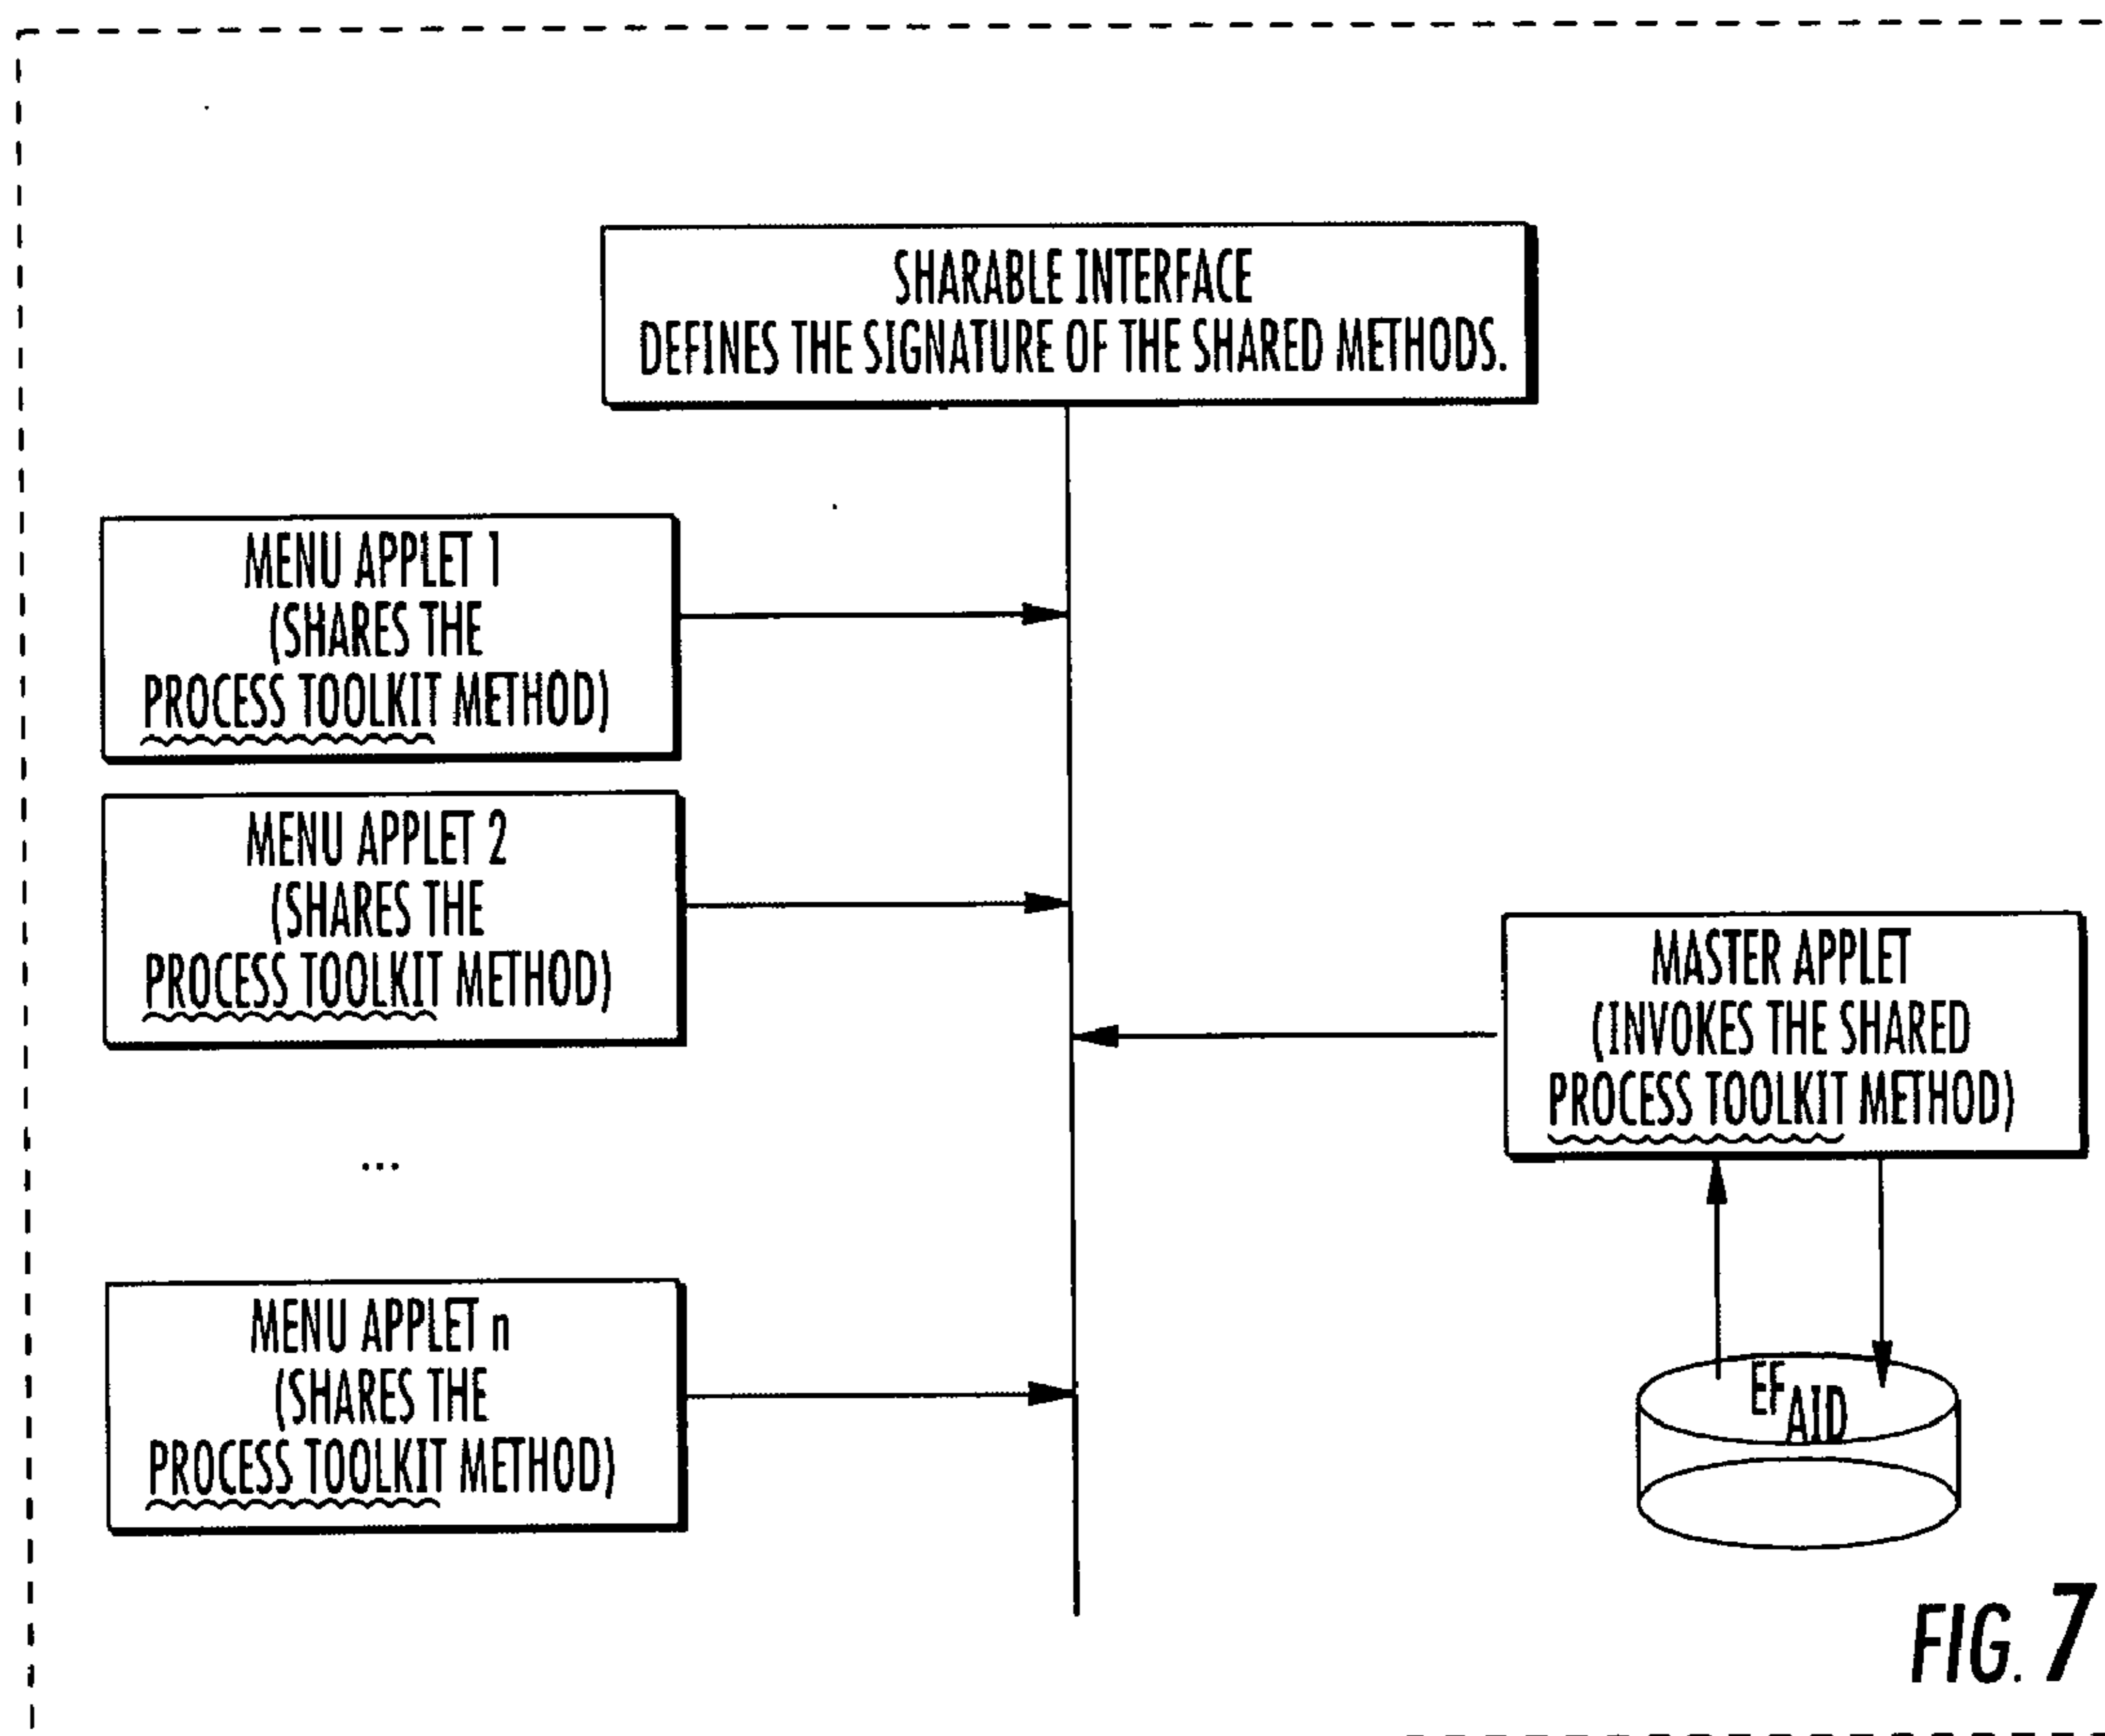 SHARABLE INTERFACE
DEFINES THE SIGNATURE OF THE SHARED METHODS.
MENU APPLET 1
(SHARES THE
PROCESS TOOLKIT METHOD)
MENU APPLET 2
(SHARES THE
PROCESS TOOLKIT METHOD)
MASTER APPLET
(INVOKES THE SHARED
PROCESS TOOLKIT METHOD)
...
MENU APPLET n
(SHARES THE
PROCESS TOOLKIT METHOD)
EF AID
FIG. 7